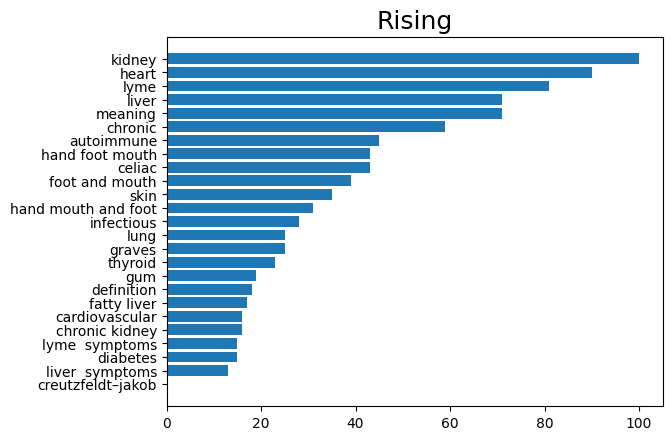 Rising
kidney
heart
lyme
liver
meaning
chronic
autoimmune
hand foot mouth
celiac
foot and mouth
skin
hand mouth and foot
infectious
lung
graves
thyroid
gum
definition
fatty liver
cardiovascular
chronic kidney
lyme  symptoms
diabetes
liver  symptoms
creutzfeldt–jakob
0 20 40 60 80 100